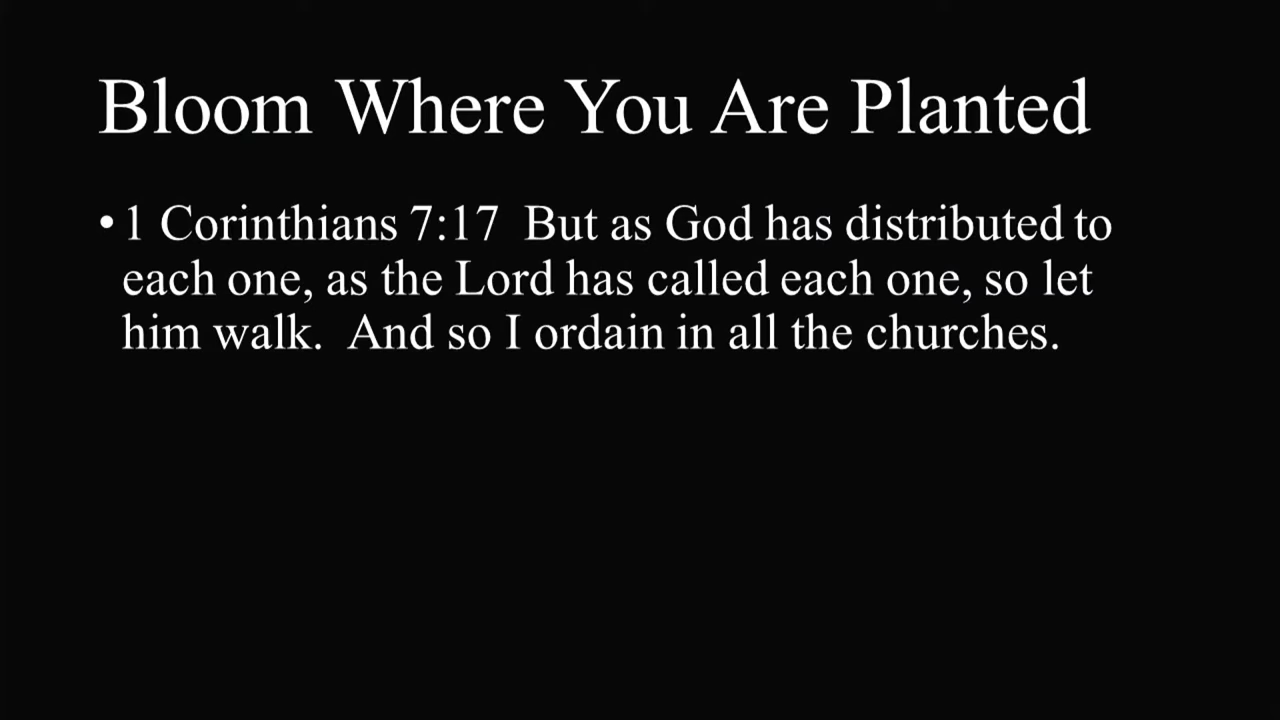 Bloom Where You Are Planted
• 1 Corinthians 7:17  But as God has distributed to
each one, as the Lord has called each one, so let
him walk.  And so I ordain in all the churches.